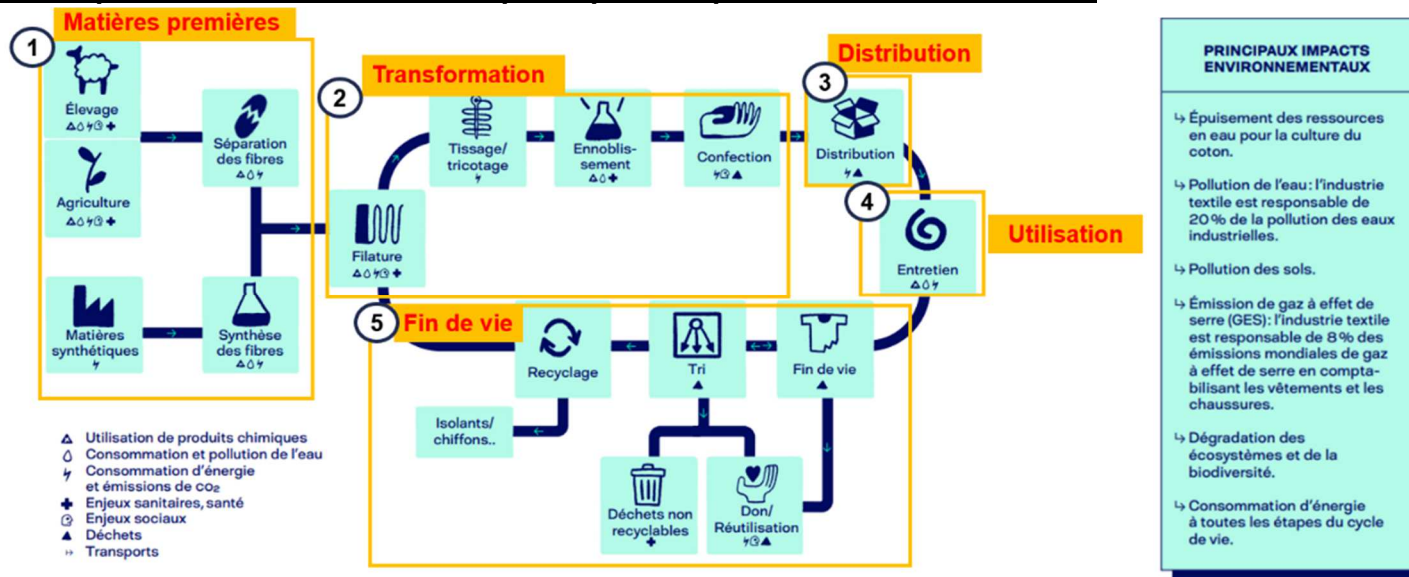 Matières premières
1
Élevage
Agriculture
Séparation
des fibres
Matières
synthétiques
Synthèse
des fibres
Transformation
2
Filature
Tissage/
tricotage
Ennoblis-
sement
Confection
Distribution
3
Distribution
4
Entretien
Utilisation
5
Fin de vie
Recyclage
Tri
Fin de vie
Isolants/
chiffons..
Déchets non
recyclables
Don/
Réutilisation
Utilisation de produits chimiques
Consommation et pollution de l'eau
Consommation d'énergie
et émissions de CO2
Enjeux sanitaires, santé
Enjeux sociaux
Déchets
Transports
PRINCIPAUX IMPACTS
ENVIRONNEMENTAUX
↳ Épuisement des ressources
en eau pour la culture du
coton.
↳ Pollution de l'eau: l'industrie
textile est responsable de
20% de la pollution des eaux
industrielles.
↳ Pollution des sols.
↳ Émission de gaz à effet de
serre (GES): l'industrie textile
est responsable de 8% des
émissions mondiales de gaz
à effet de serre en compta-
bilisant les vêtements et les
chaussures.
↳ Dégradation des
écosystèmes et de la
biodiversité.
↳ Consommation d'énergie
à toutes les étapes du cycle
de vie.